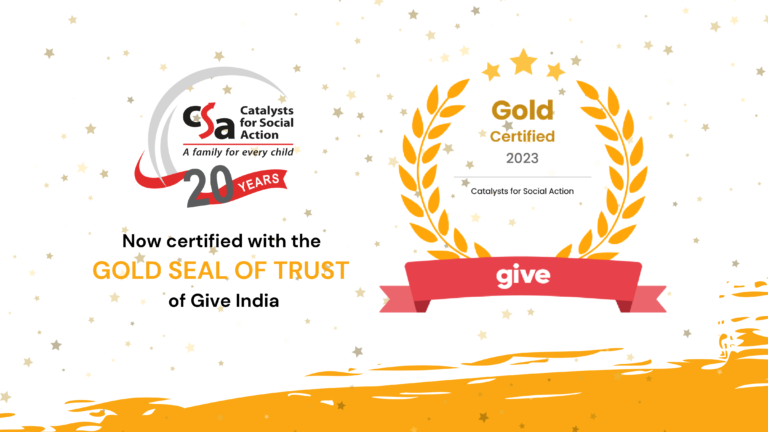 csa
Catalysts
for Social
Action
A family for every child
20 YEARS
Now certified with the
GOLD SEAL OF TRUST
of Give India
Gold
Certified
2023
Catalysts for Social Action
give